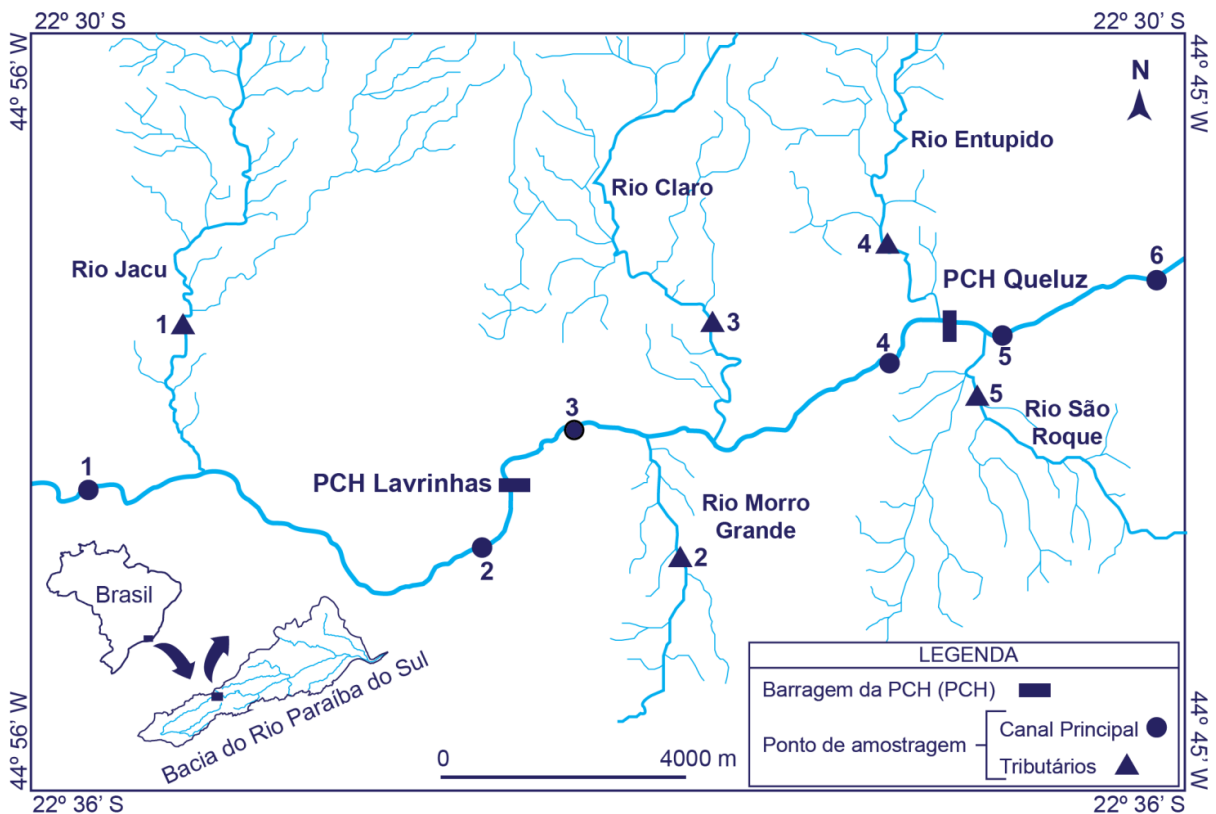 22º 30’ S
22º 30’ S
44º 56’ W
44º 45’ W
N
Rio Entupido
Rio Claro
Rio Jacu
4
6
PCH Queluz
1
3
4
5
5
3
Rio São
Roque
1
PCH Lavrinhas
Rio Morro
Grande
2
2
Brasil
Bacia do Rio Paraíba do Sul
0 4000 m
LEGENDA
Barragem da PCH (PCH)
Ponto de amostragem
Canal Principal
Tributários
44º 56’ W
44º 45’ W
22º 36’ S
22º 36’ S